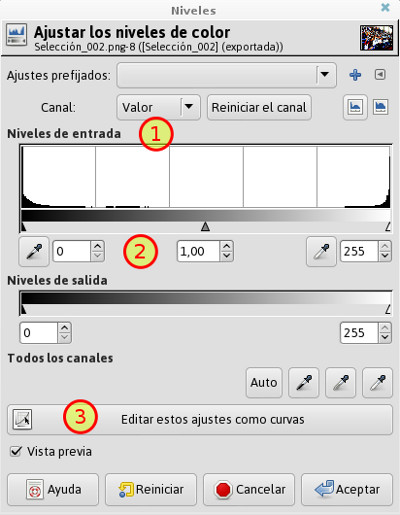 Niveles
Ajustar los niveles de color
Selección_002.png-8 ([Selección_002] (exportada))
Ajustes prefijados:
Canal: Valor Reiniciar el canal
1
Niveles de entrada
0 2 1,00 255
Niveles de salida
0 255
Todos los canales
Auto
3 Editar estos ajustes como curvas
Vista previa
Ayuda Reiniciar Cancelar Aceptar